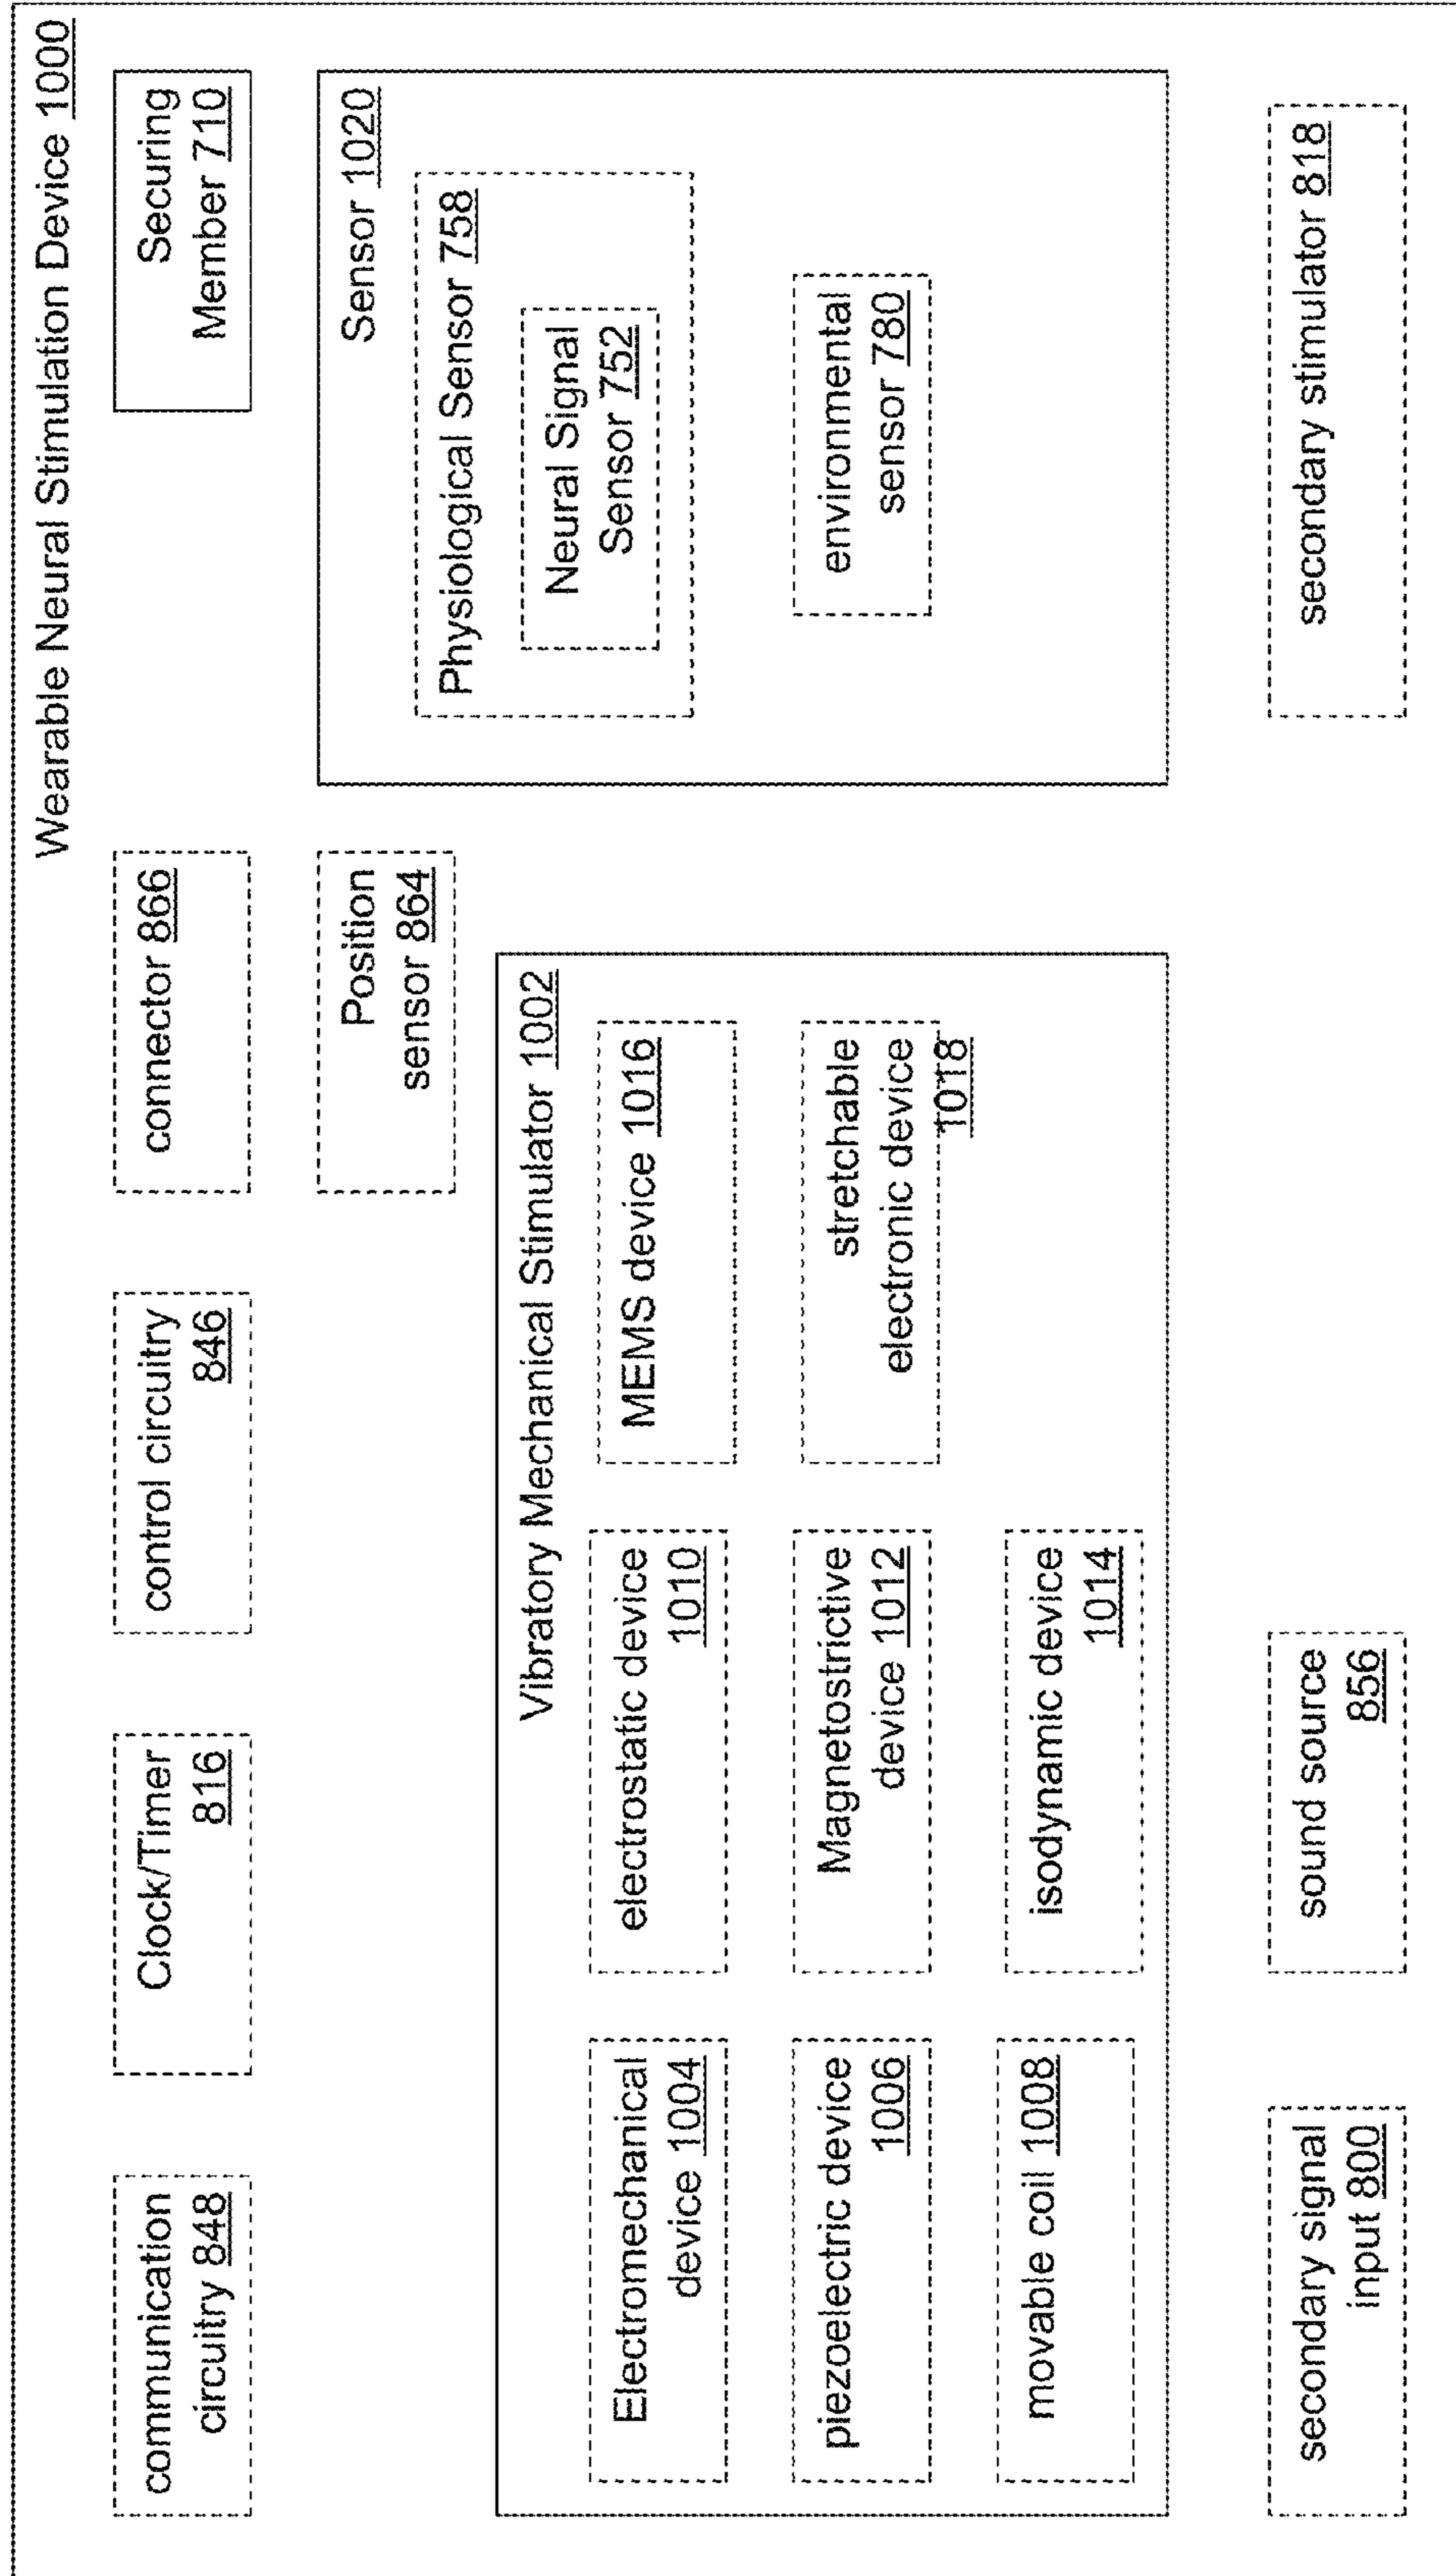 Wearable Neural Stimulation Device 1000
communication
circuitry 848
Clock/Timer
816
control circuitry
846
connector 866
Securing
Member 710
Position
sensor 864
Sensor 1020
Physiological Sensor 758
Neural Signal
Sensor 752
environmental
sensor 780
Vibratory Mechanical Stimulator 1002
Electromechanical
device 1004
electrostatic device
1010
MEMS device 1016
piezoelectric device
1006
Magnetostrictive
device 1012
stretchable
electronic device
1018
movable coil 1008
isodynamic device
1014
secondary signal
input 800
sound source
856
secondary stimulator 818